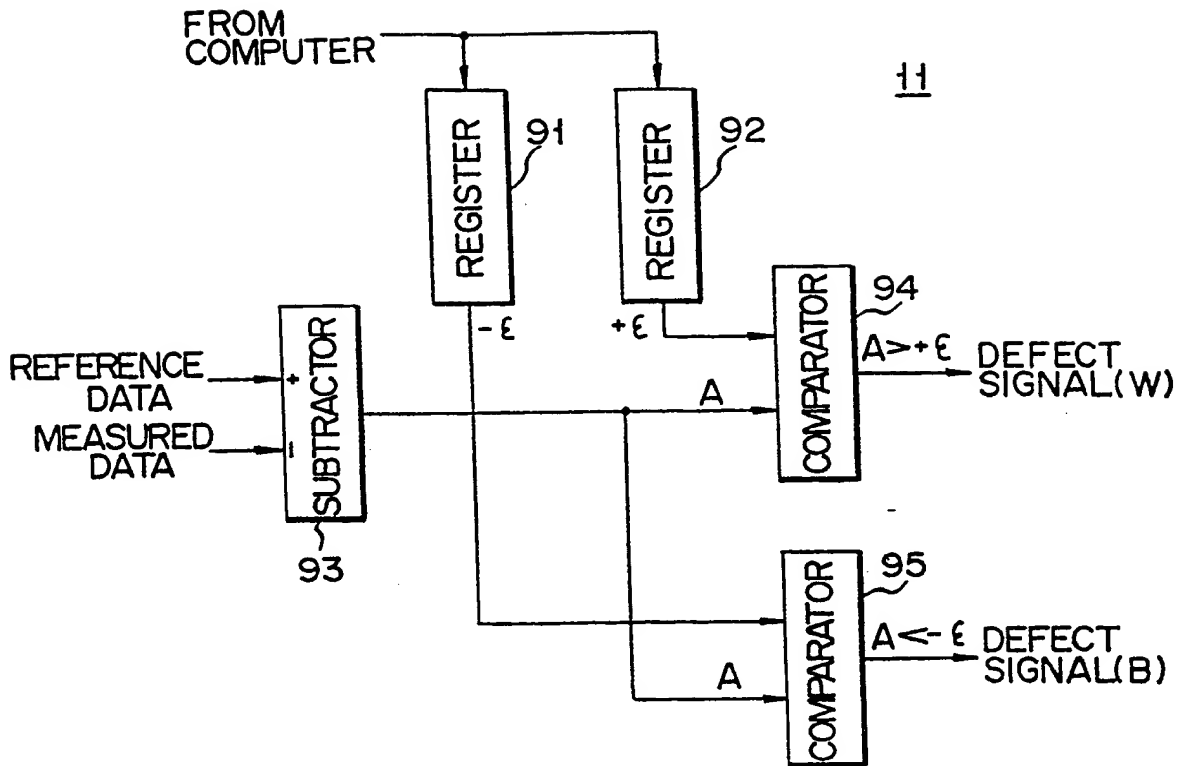 FROM
COMPUTER
11
REGISTER
91
REGISTER
92
-ε
+ε
COMPARATOR
94
A>+ε
DEFECT
SIGNAL(W)
REFERENCE
DATA
MEASURED
DATA
+
-
SUBTRACTOR
93
A
COMPARATOR
95
A<-ε
DEFECT
SIGNAL(B)
A